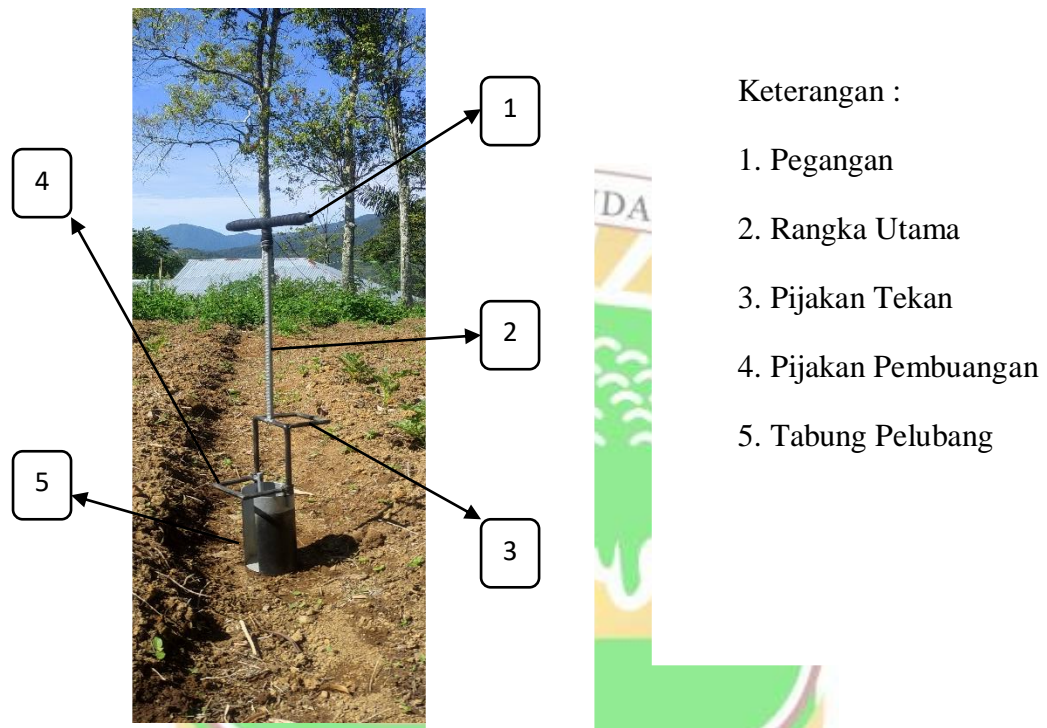 1
4
2
5
3
Keterangan :
1. Pegangan
2. Rangka Utama
3. Pijakan Tekan
4. Pijakan Pembuangan
5. Tabung Pelubang